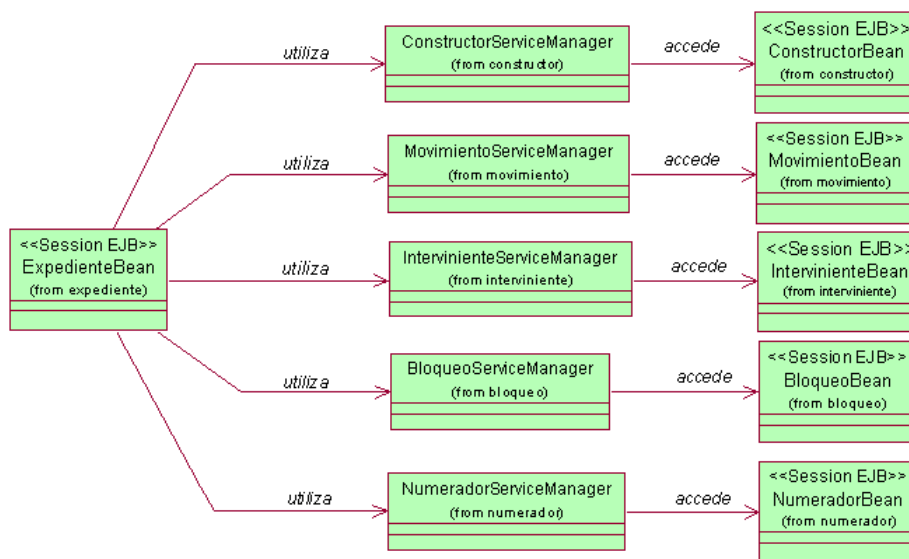 utiliza
ConstructorServiceManager
(from constructor)
accede
<<Session EJB>>
ConstructorBean
(from constructor)
utiliza
MovimientoServiceManager
(from movimiento)
accede
<<Session EJB>>
MovimientoBean
(from movimiento)
<<Session EJB>>
ExpedienteBean
(from expediente)
utiliza
IntervinienteServiceManager
(from interviniente)
accede
<<Session EJB>>
IntervinienteBean
(from interviniente)
utiliza
BloqueoServiceManager
(from bloqueo)
accede
<<Session EJB>>
BloqueoBean
(from bloqueo)
utiliza
NumeradorServiceManager
(from numerador)
accede
<<Session EJB>>
NumeradorBean
(from numerador)